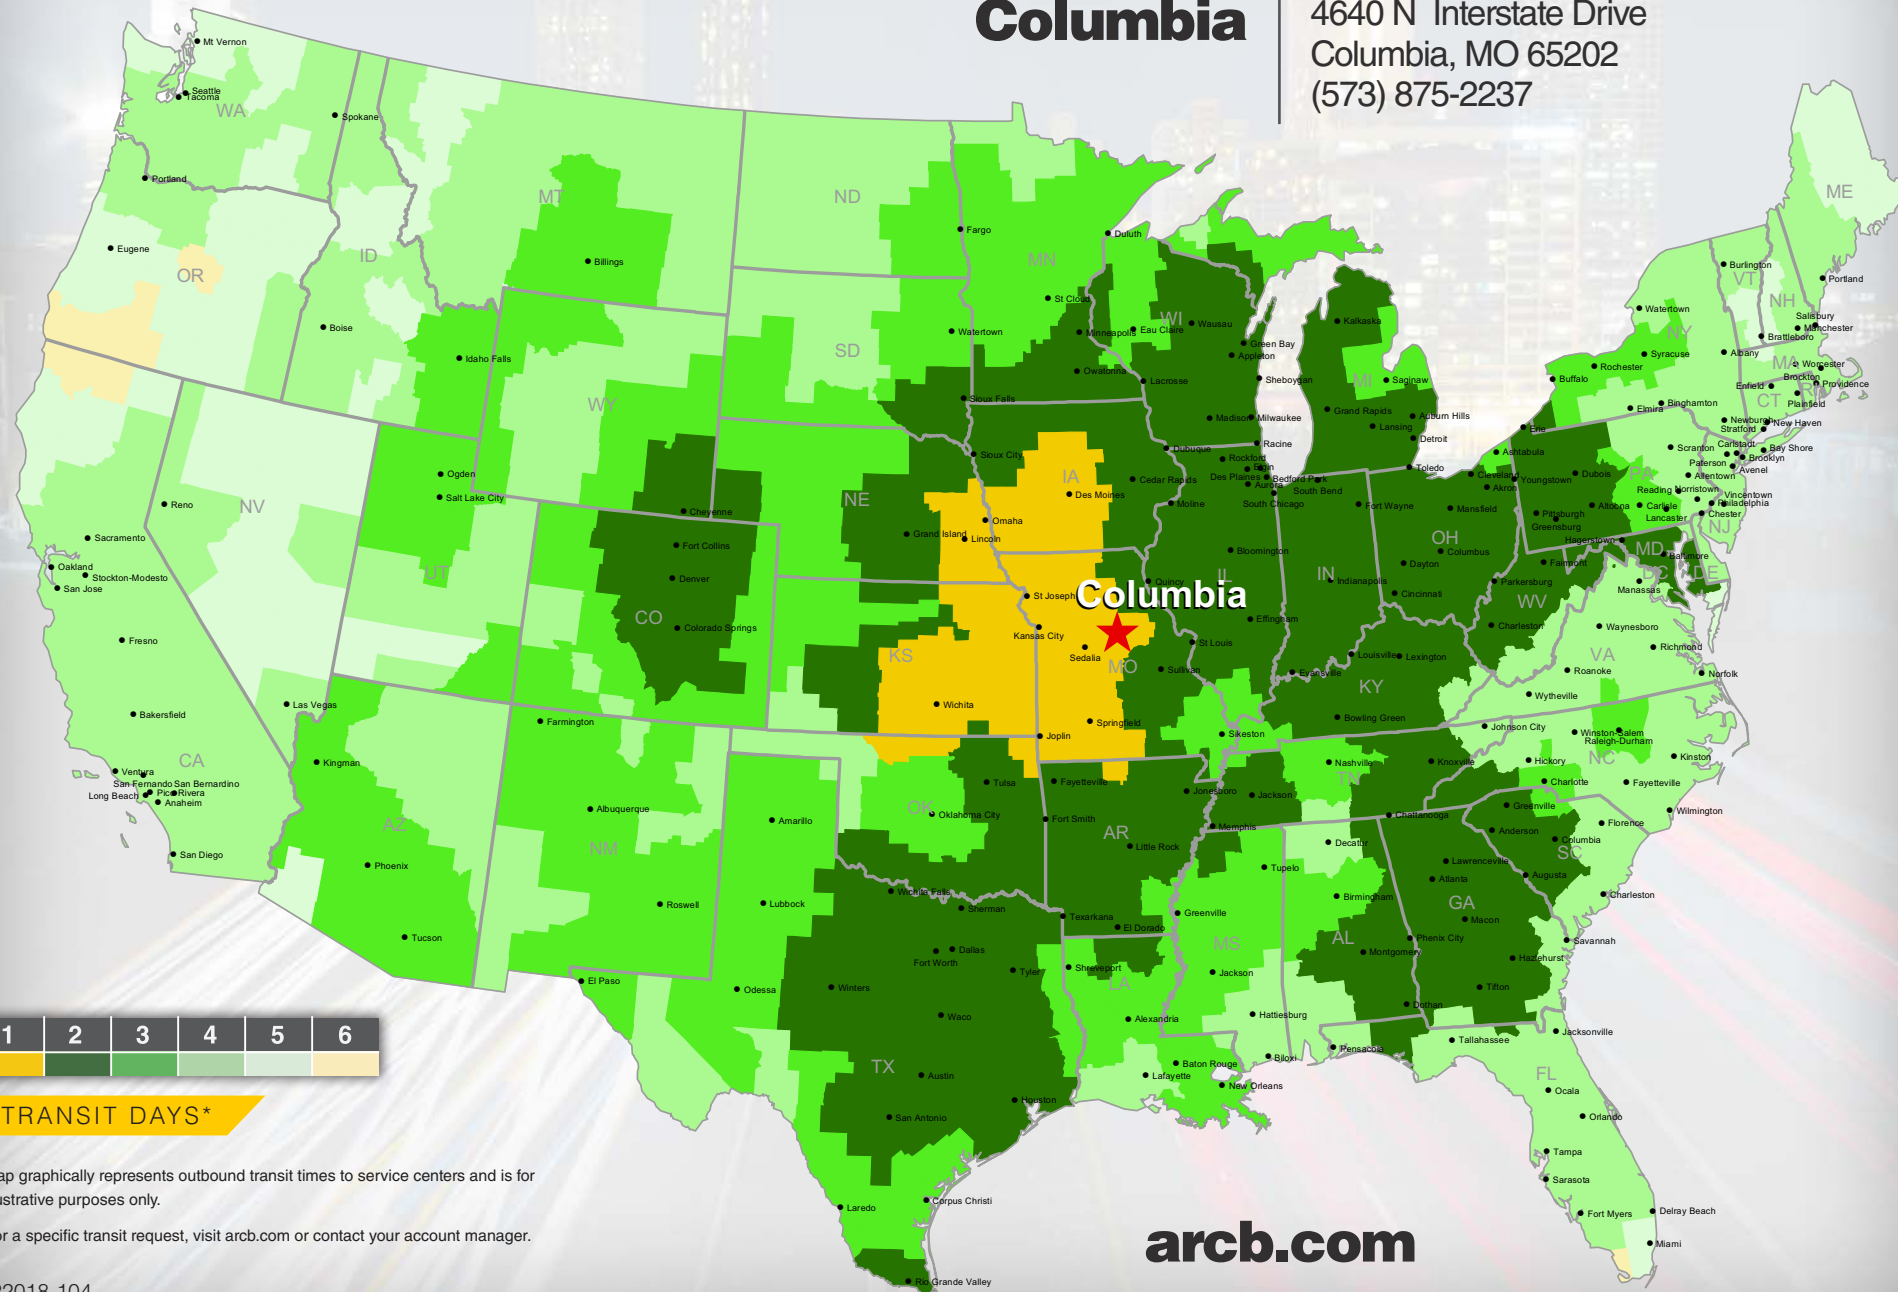 Columbia
4640 N Interstate Drive
Columbia, MO 65202
(573) 875-2237
Mt Vernon
Seattle
Tacoma
WA
Spokane
Portland
Eugene
OR
ID
Boise
Idaho Falls
MT
Billings
ND
Fargo
MN
Duluth
St Cloud
Minneapolis
Owatonna
Watertown
SD
Sioux Falls
WY
Cheyenne
NE
Grand Island
Lincoln
Omaha
Sioux City
IA
Des Moines
Cedar Rapids
Dubuque
Moline
WI
Eau Claire
Wausau
Green Bay
Appleton
Lacrosse
Sheboygan
Madison
Milwaukee
Racine
Rockford
Elgin
Des Plaines
Bedford Park
Aurora
South Chicago
South Bend
MI
Kalkaska
Saginaw
Grand Rapids
Auburn Hills
Lansing
Detroit
Toledo
Fort Wayne
IL
Bloomington
Quincy
Effingham
IN
Indianapolis
Evansville
OH
Cleveland
Akron
Youngstown
Ashtabula
Mansfield
Columbus
Dayton
Cincinnati
PA
Erie
Dubois
Pittsburgh
Greensburg
Altoona
Reading
Norristown
Carlisle
Lancaster
Scranton
Allentown
Philadelphia
Chester
Vincentown
NJ
Paterson
Carlstadt
Avenel
Brooklyn
Bay Shore
NY
Watertown
Syracuse
Rochester
Buffalo
Elmira
Binghamton
Albany
Newburgh
Stratford
New Haven
CT
Enfield
Plainfield
RI
Providence
MA
Worcester
Brockton
VT
Burlington
Brattleboro
NH
Salisbury
Manchester
ME
Portland
MD
Hagerstown
Baltimore
DC
DE
Manassas
WV
Fairmont
Parkersburg
Charleston
VA
Waynesboro
Richmond
Roanoke
Norfolk
Wytheville
KY
Louisville
Lexington
Bowling Green
TN
Nashville
Knoxville
Johnson City
Jackson
Memphis
Chattanooga
NC
Winston-Salem
Raleigh-Durham
Hickory
Charlotte
Fayetteville
Kinston
Wilmington
SC
Greenville
Anderson
Columbia
Florence
Charleston
GA
Lawrenceville
Atlanta
Augusta
Macon
Savannah
Hazlehurst
Tifton
AL
Decatur
Birmingham
Montgomery
Phenix City
Dothan
MS
Tupelo
Greenville
Jackson
Hattiesburg
Biloxi
FL
Pensacola
Tallahassee
Jacksonville
Ocala
Orlando
Tampa
Sarasota
Fort Myers
Delray Beach
Miami
LA
Shreveport
Alexandria
Lafayette
Baton Rouge
New Orleans
AR
Fayetteville
Fort Smith
Little Rock
Jonesboro
Texarkana
El Dorado
Columbia
MO
St Joseph
Kansas City
Sedalia
St Louis
Sullivan
Springfield
Joplin
Sikeston
KS
Wichita
OK
Tulsa
Oklahoma City
TX
Amarillo
Lubbock
Wichita Falls
Sherman
Dallas
Fort Worth
Tyler
Winters
Odessa
El Paso
Waco
Austin
Houston
San Antonio
Corpus Christi
Laredo
Rio Grande Valley
CO
Fort Collins
Denver
Colorado Springs
NM
Farmington
Albuquerque
Roswell
AZ
Kingman
Phoenix
Tucson
UT
Ogden
Salt Lake City
NV
Reno
Las Vegas
CA
Sacramento
Oakland
Stockton-Modesto
San Jose
Fresno
Bakersfield
Ventura
San Fernando
San Bernardino
Long Beach
Pico Rivera
Anaheim
San Diego
1 2 3 4 5 6
TRANSIT DAYS*
ap graphically represents outbound transit times to service centers and is for
ustrative purposes only.
or a specific transit request, visit arcb.com or contact your account manager.
arcb.com
22018-104